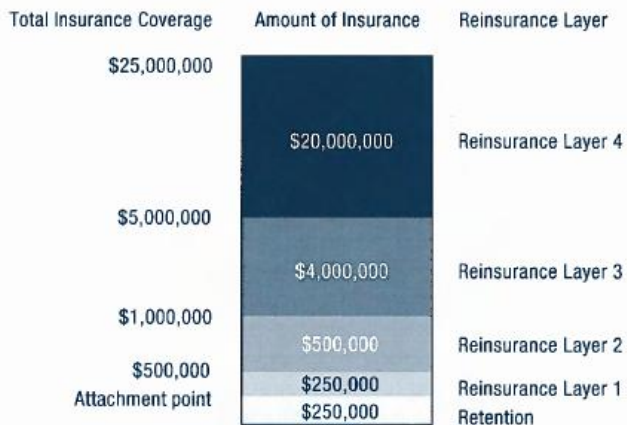 Total Insurance Coverage Amount of Insurance Reinsurance Layer
$25,000,000
$20,000,000 Reinsurance Layer 4
$5,000,000
$4,000,000 Reinsurance Layer 3
$1,000,000
$500,000 Reinsurance Layer 2
$500,000
$250,000 Reinsurance Layer 1
Attachment point
$250,000 Retention